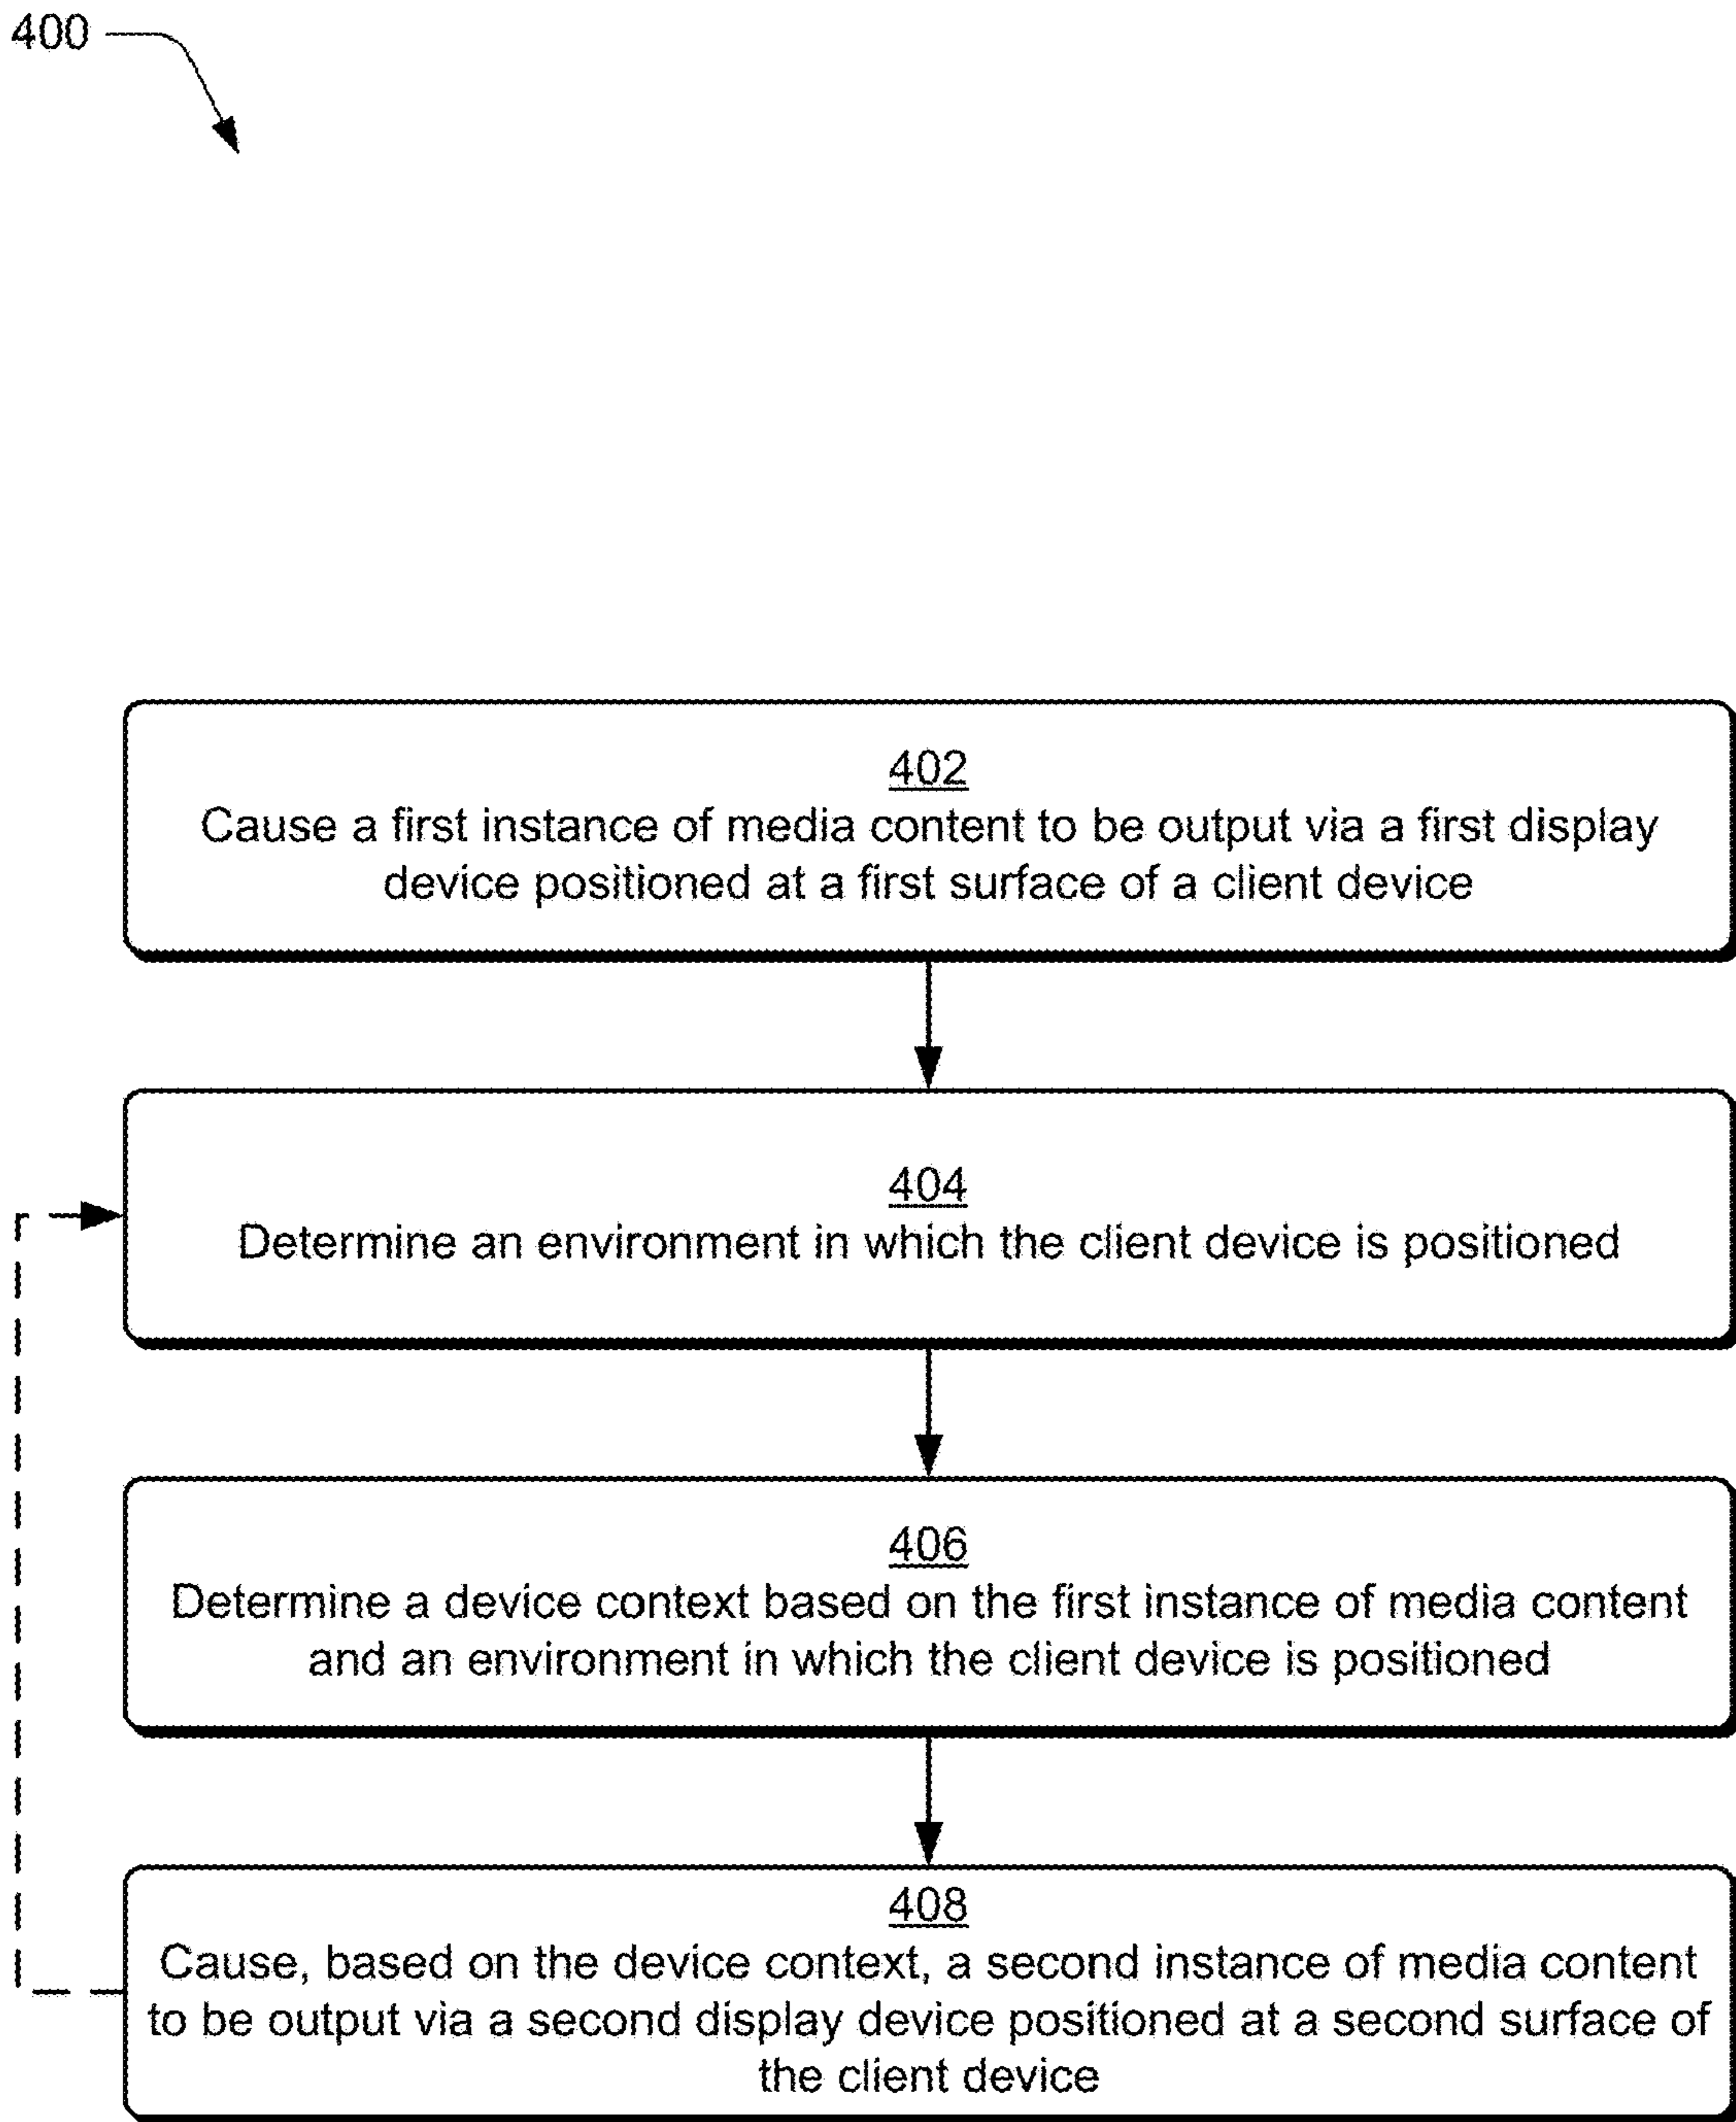 400
402
Cause a first instance of media content to be output via a first display
device positioned at a first surface of a client device
404
Determine an environment in which the client device is positioned
406
Determine a device context based on the first instance of media content
and an environment in which the client device is positioned
408
Cause, based on the device context, a second instance of media content
to be output via a second display device positioned at a second surface of
the client device